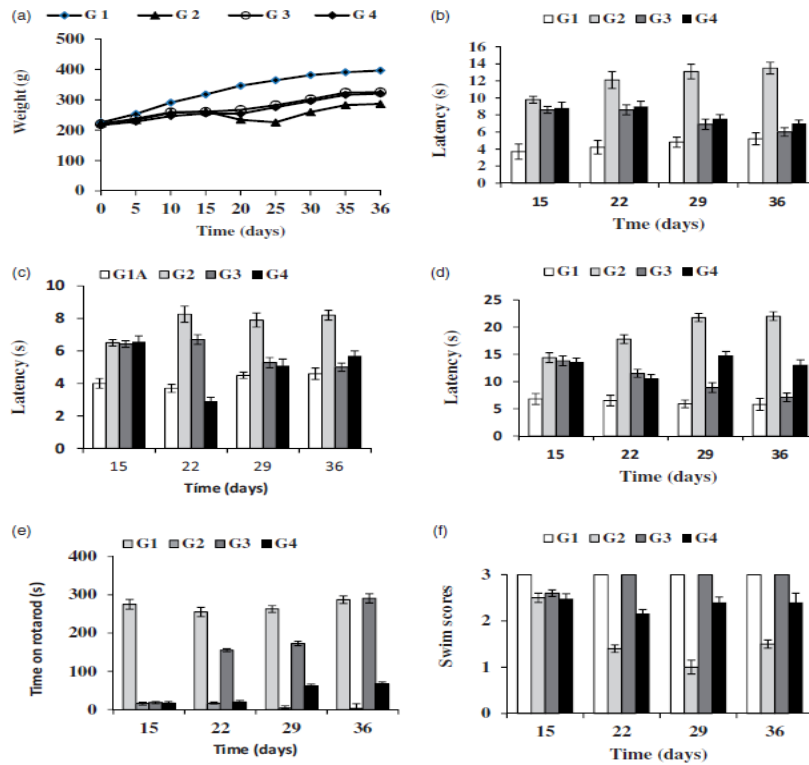 (a)
G 1 G 2 G 3 G 4
Weight (g)
500
400
300
200
100
0
0 5 10 15 20 25 30 35 36
Time (days)
(b)
G1 G2 G3 G4
Latency (s)
16
14
12
10
8
6
4
2
0
15 22 29 36
Tme (days)
(c)
G1A G2 G3 G4
Latency (s)
10
8
6
4
2
0
15 22 29 36
Time (days)
(d)
G1 G2 G3 G4
Latency (s)
25
20
15
10
5
0
15 22 29 36
Time (days)
(e)
G1 G2 G3 G4
Time on rotarod (s)
400
300
200
100
0
15 22 29 36
Time (days)
(f)
G1 G2 G3 G4
Swim scores
3
2
1
0
15 22 29 36
Time (days)